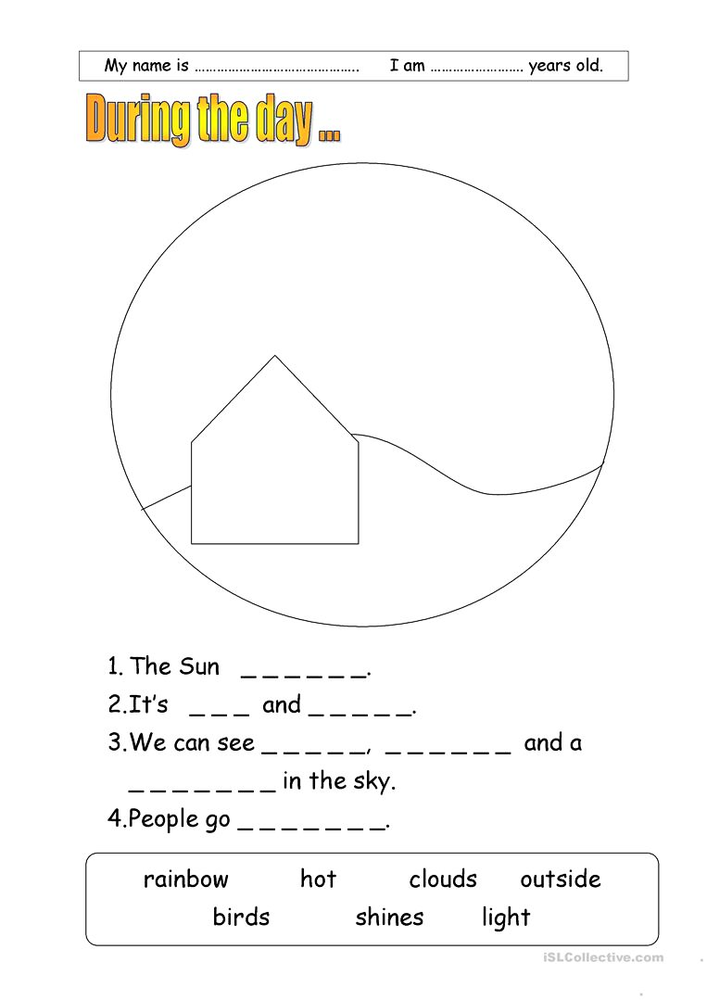 My name is …………………………………….. I am ……………………. years old.
During the day ...
1. The Sun _ _ _ _ _ _.
2.It's _ _ _ and _ _ _ _ _.
3.We can see _ _ _ _ _, _ _ _ _ _ _ and a
_ _ _ _ _ _ _ in the sky.
4.People go _ _ _ _ _ _ _.
rainbow hot clouds outside
birds shines light
iSLCollective.com